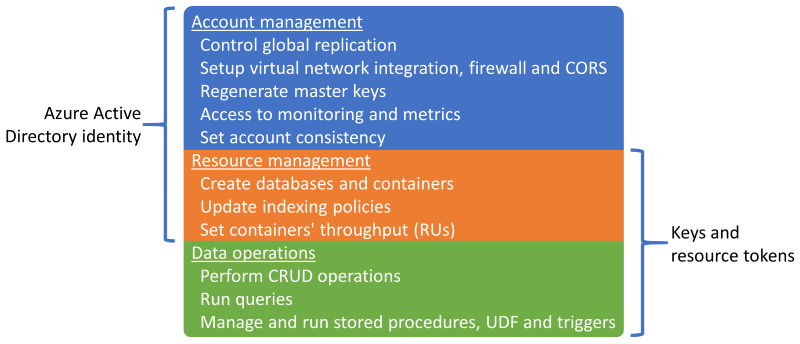 Azure Active
Directory identity
Account management
Control global replication
Setup virtual network integration, firewall and CORS
Regenerate master keys
Access to monitoring and metrics
Set account consistency
Resource management
Create databases and containers
Update indexing policies
Set containers' throughput (RUs)
Data operations
Perform CRUD operations
Run queries
Manage and run stored procedures, UDF and triggers
Keys and
resource tokens